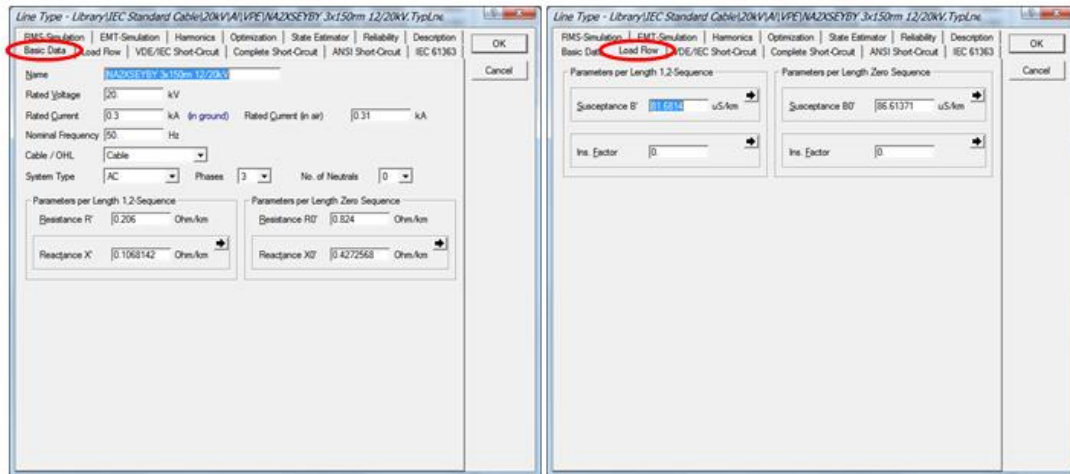 Line Type - Library\IEC Standard Cable\20kV\Al\VPE\NA2XSEYBY 3x150rm 12/20kV.TypLne
RMS-Simulation | EMT-Simulation | Harmonics | Optimization | State Estimator | Reliability | Description
Basic Data | Load Flow | VDE/IEC Short-Circuit | Complete Short-Circuit | ANSI Short-Circuit | IEC 61363
OK
Cancel
Name NA2XSEYBY 3x150rm 12/20kV
Rated Voltage 20. kV
Rated Current 0.3 kA (in ground) Rated Current (in air) 0.31 kA
Nominal Frequency 50. Hz
Cable / OHL Cable
System Type AC Phases 3 No. of Neutrals 0
Parameters per Length 1,2-Sequence
Resistance R' 0.206 Ohm/km
Reactance X' 0.1068142 Ohm/km
Parameters per Length Zero Sequence
Resistance R0' 0.824 Ohm/km
Reactance X0' 0.4272568 Ohm/km
Line Type - Library\IEC Standard Cable\20kV\Al\VPE\NA2XSEYBY 3x150rm 12/20kV.TypLne
RMS-Simulation | EMT-Simulation | Harmonics | Optimization | State Estimator | Reliability | Description
Basic Data | Load Flow | VDE/IEC Short-Circuit | Complete Short-Circuit | ANSI Short-Circuit | IEC 61363
OK
Cancel
Parameters per Length 1,2-Sequence
Susceptance B' 81.6814 uS/km
Ins. Factor 0.
Parameters per Length Zero Sequence
Susceptance B0' 86.61371 uS/km
Ins. Factor 0.